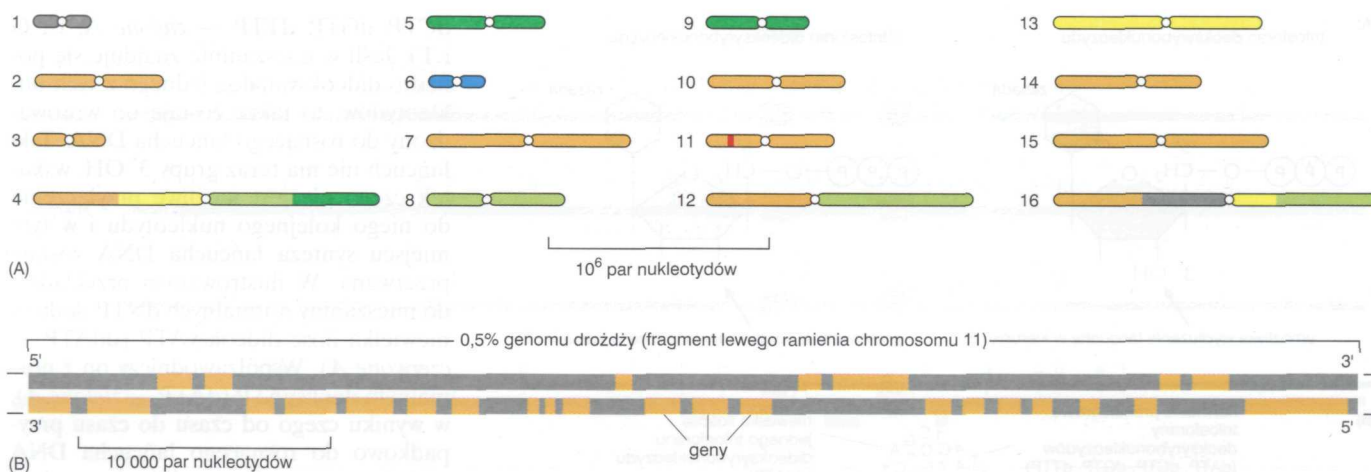 1 5 9 13
2 6 10 14
3 7 11 15
4 8 12 16
10⁶ par nukleotydów
(A)
0,5% genomu drożdży (fragment lewego ramienia chromosomu 11)
5' 3'
3' 5'
geny
10 000 par nukleotydów
(B)